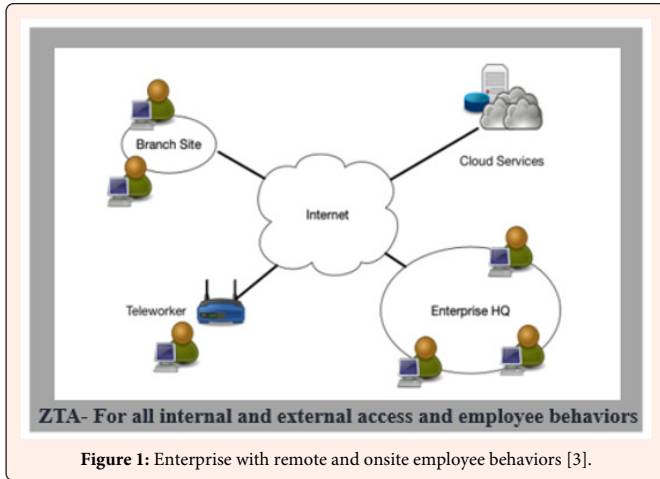 Branch Site
Cloud Services
Internet
Teleworker
Enterprise HQ
ZTA- For all internal and external access and employee behaviors
Figure 1: Enterprise with remote and onsite employee behaviors [3].